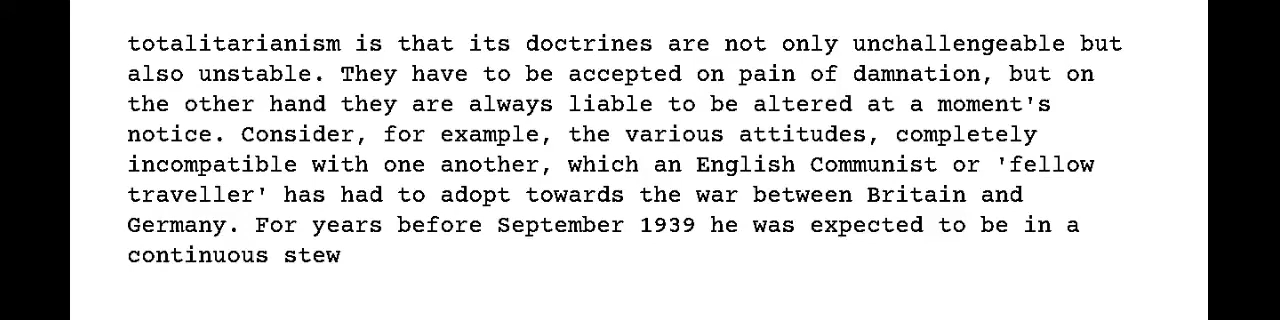 totalitarianism is that its doctrines are not only unchallengeable but
also unstable. They have to be accepted on pain of damnation, but on
the other hand they are always liable to be altered at a moment's
notice. Consider, for example, the various attitudes, completely
incompatible with one another, which an English Communist or 'fellow
traveller' has had to adopt towards the war between Britain and
Germany. For years before September 1939 he was expected to be in a
continuous stew